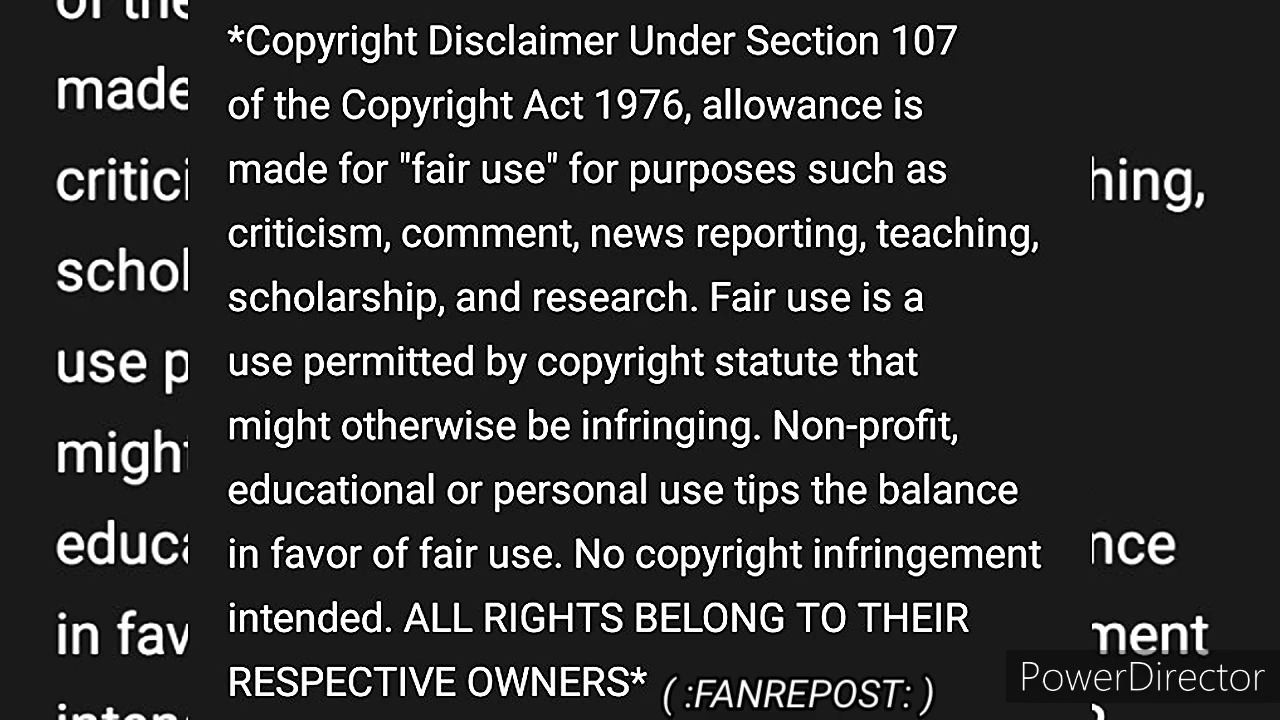 *Copyright Disclaimer Under Section 107
of the Copyright Act 1976, allowance is
made for "fair use" for purposes such as
criticism, comment, news reporting, teaching,
scholarship, and research. Fair use is a
use permitted by copyright statute that
might otherwise be infringing. Non-profit,
educational or personal use tips the balance
in favor of fair use. No copyright infringement
intended. ALL RIGHTS BELONG TO THEIR
RESPECTIVE OWNERS*
( :FANREPOST: )
PowerDirector